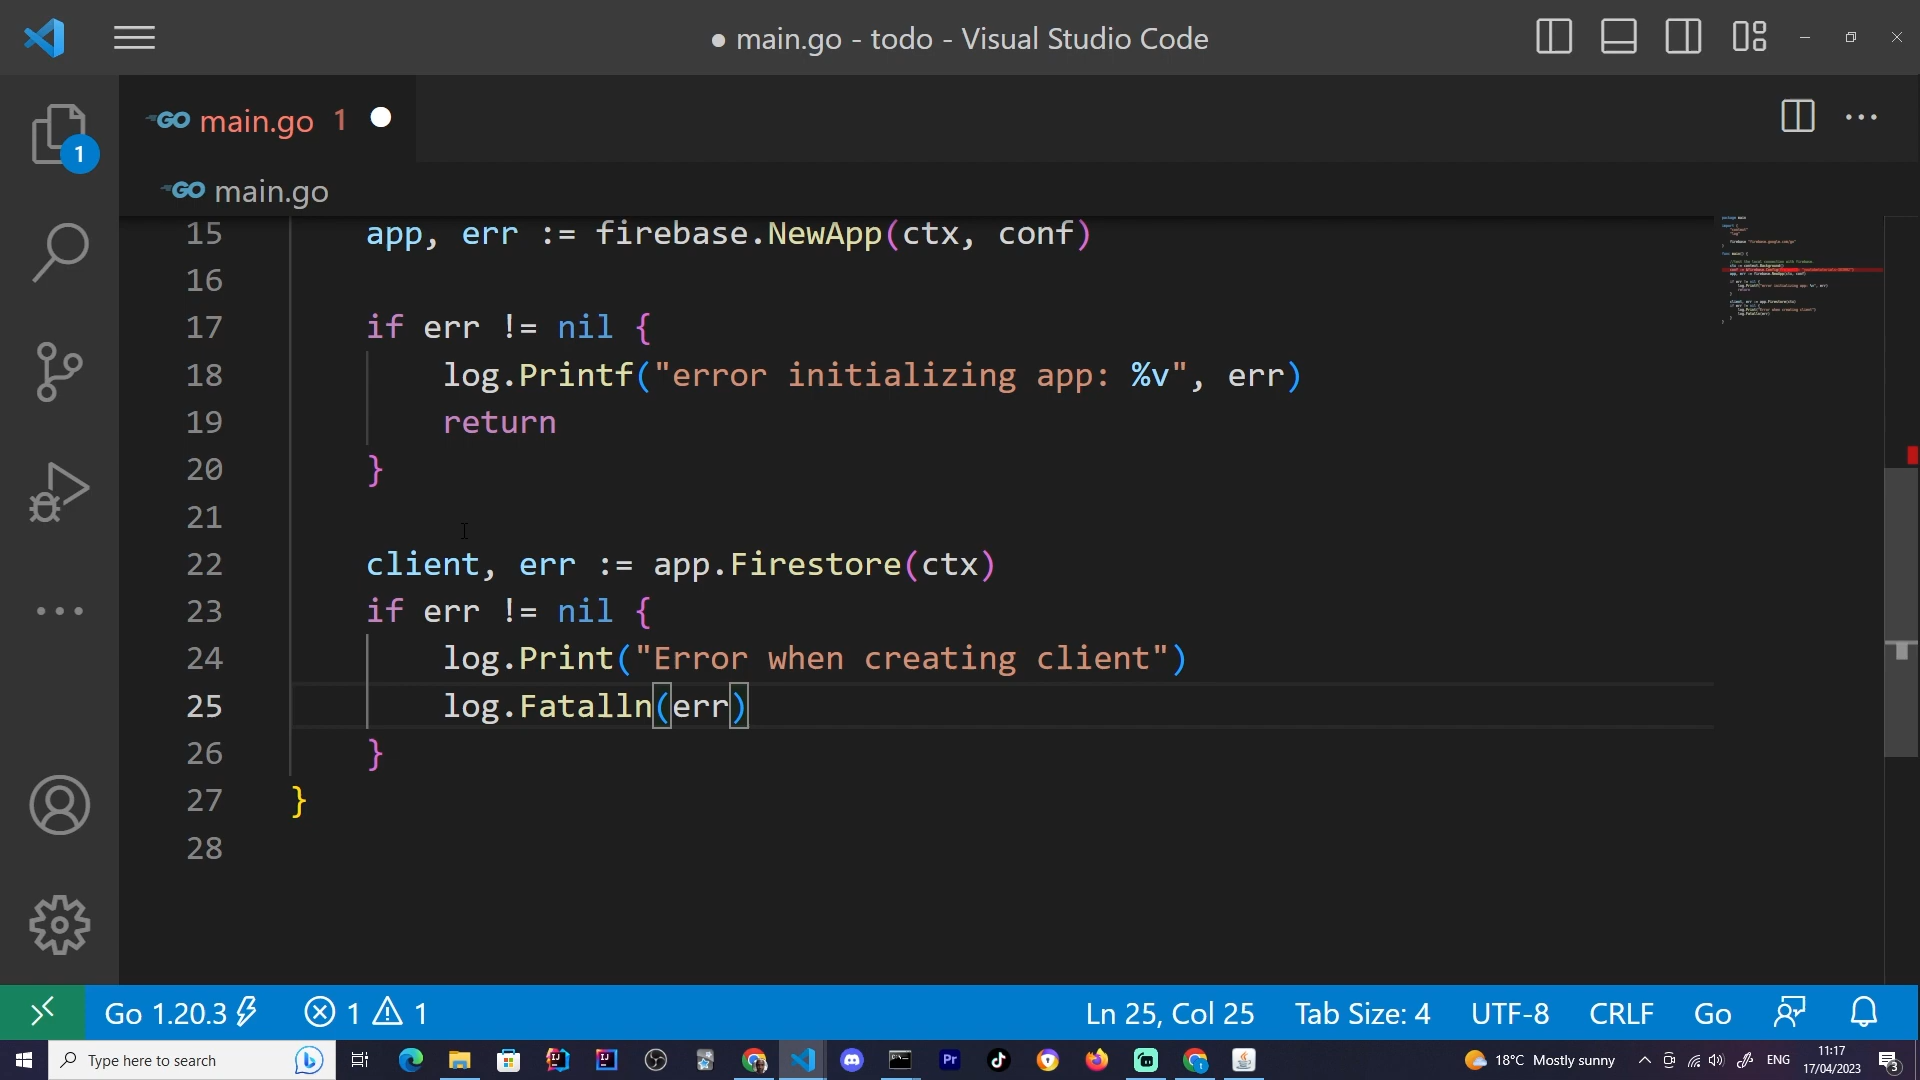 main.go - todo - Visual Studio Code
GO main.go 1
1
GO main.go
15 app, err := firebase.NewApp(ctx, conf)
16
17 if err != nil {
18 log.Printf("error initializing app: %v", err)
19 return
20 }
21
22 client, err := app.Firestore(ctx)
23 if err != nil {
24 log.Print("Error when creating client")
25 log.Fatalln(err)
26 }
27 }
28
Go 1.20.3 1 1 Ln 25, Col 25 Tab Size: 4 UTF-8 CRLF Go
Type here to search 18°C Mostly sunny ENG 11:17
17/04/2023 3